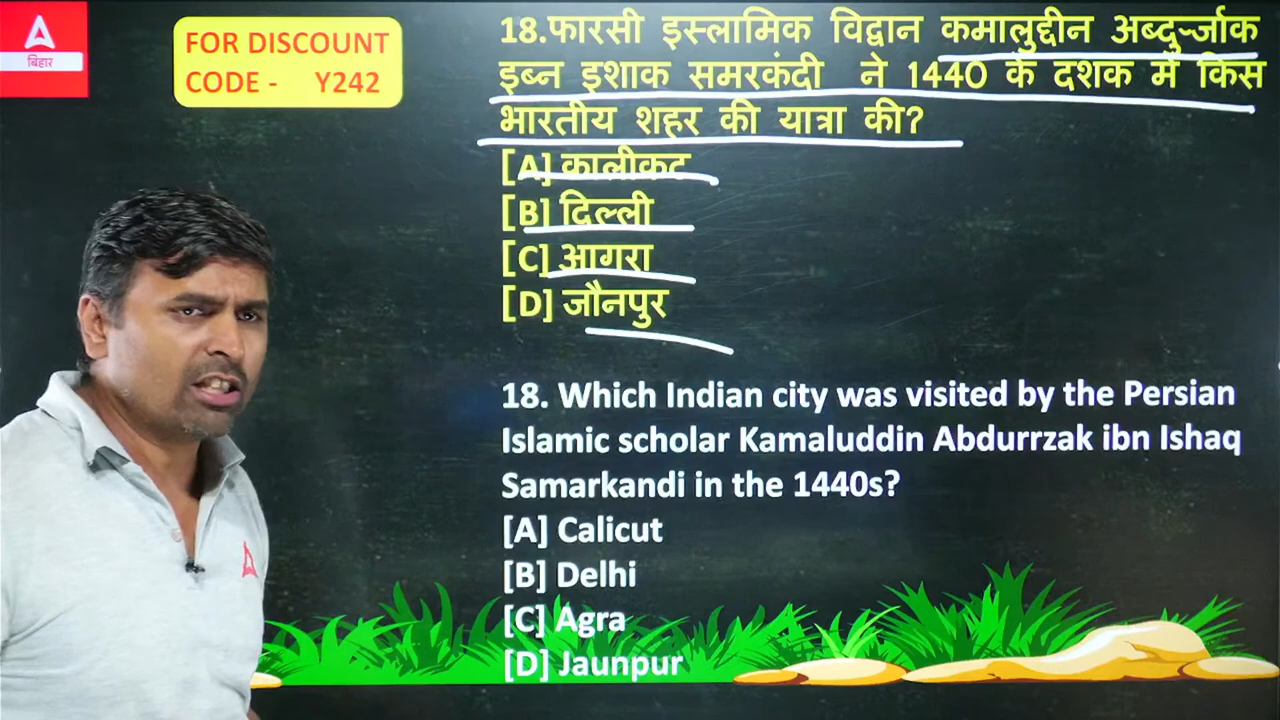 बिहार
FOR DISCOUNT
CODE - Y242
18.फारसी इस्लामिक विद्वान कमालुद्दीन अब्दुर्ज्जाक
इब्न इशाक समरकंदी ने 1440 के दशक में किस
भारतीय शहर की यात्रा की?
[A] कालीकट
[B] दिल्ली
[C] आगरा
[D] जौनपुर
18. Which Indian city was visited by the Persian
Islamic scholar Kamaluddin Abdurrzak ibn Ishaq
Samarkandi in the 1440s?
[A] Calicut
[B] Delhi
[C] Agra
[D] Jaunpur